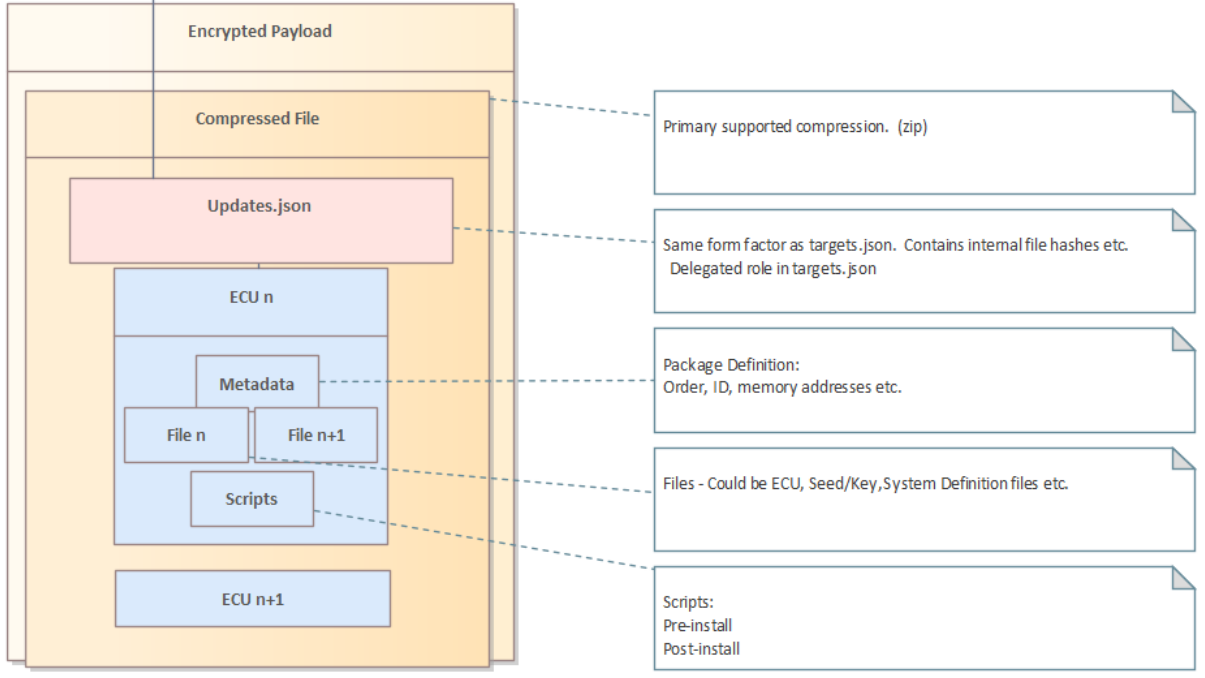 Encrypted Payload
Compressed File
Primary supported compression.  (zip)
Updates.json
Same form factor as targets.json.  Contains internal file hashes etc.
Delegated role in targets.json
ECU n
Package Definition:
Order, ID, memory addresses etc.
Metadata
File n
File n+1
Files - Could be ECU, Seed/Key,System Definition files etc.
Scripts
Scripts:
Pre-install
Post-install
ECU n+1